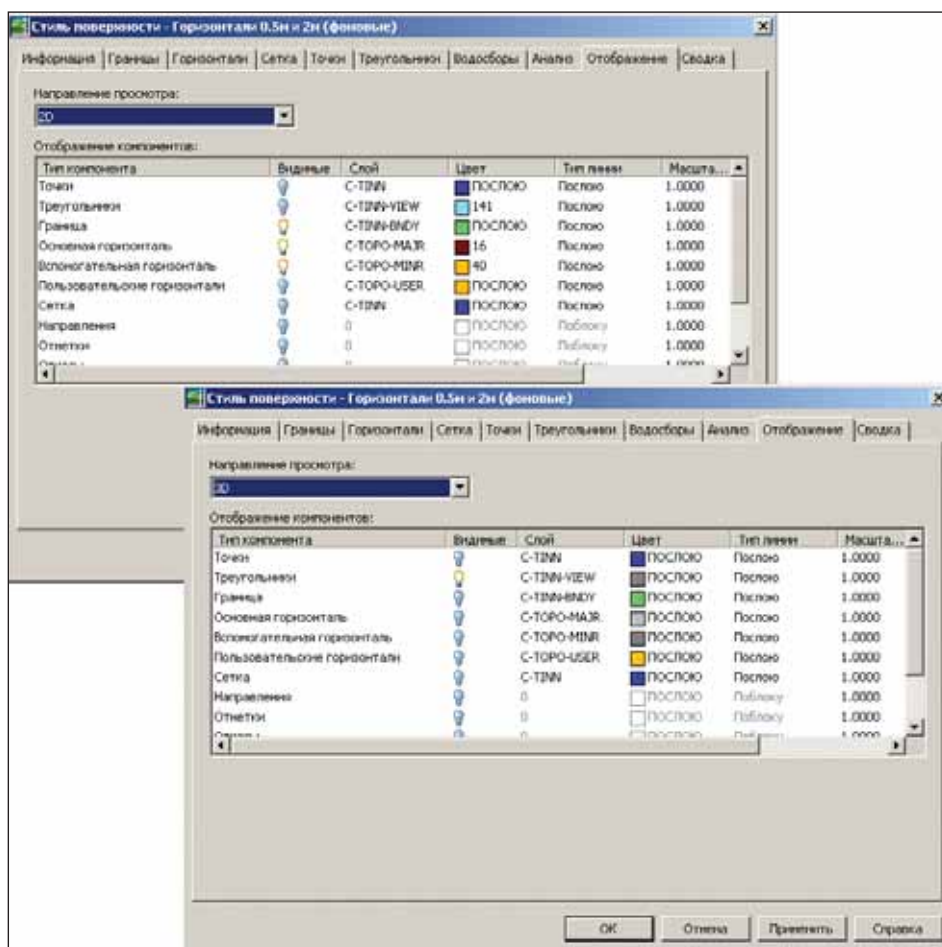 Стиль поверхности - Горизонтали 0.5м и 2м (фоновые)
Информация Границы Горизонтали Сетка Точки Треугольники Водосборы Анализ Отображение Сводка
Направление просмотра:
2D
Отображение компонентов:
Тип компонента Видимые Слой Цвет Тип линии Масшта...
Точки C-TINN ПОСЛОЮ Послою 1.0000
Треугольники C-TINN-VIEW 141 Послою 1.0000
Граница C-TINN-BNDY ПОСЛОЮ Послою 1.0000
Основная горизонталь C-TOPO-MAJR 16 Послою 1.0000
Вспомогательная горизонталь C-TOPO-MINR 40 Послою 1.0000
Пользовательские горизонтали C-TOPO-USER ПОСЛОЮ Послою 1.0000
Сетка C-TINN ПОСЛОЮ Послою 1.0000
Направления 0 ПОСЛОЮ Поблоку 1.0000
Отметки 0 ПОСЛОЮ Поблоку 1.0000
Стиль поверхности - Горизонтали 0.5м и 2м (фоновые)
Информация Границы Горизонтали Сетка Точки Треугольники Водосборы Анализ Отображение Сводка
Направление просмотра:
3D
Отображение компонентов:
Тип компонента Видимые Слой Цвет Тип линии Масшта...
Точки C-TINN ПОСЛОЮ Послою 1.0000
Треугольники C-TINN-VIEW ПОСЛОЮ Послою 1.0000
Граница C-TINN-BNDY ПОСЛОЮ Послою 1.0000
Основная горизонталь C-TOPO-MAJR ПОСЛОЮ Послою 1.0000
Вспомогательная горизонталь C-TOPO-MINR ПОСЛОЮ Послою 1.0000
Пользовательские горизонтали C-TOPO-USER ПОСЛОЮ Послою 1.0000
Сетка C-TINN ПОСЛОЮ Послою 1.0000
Направления 0 ПОСЛОЮ Поблоку 1.0000
Отметки 0 ПОСЛОЮ Поблоку 1.0000
ОК Отмена Применить Справка